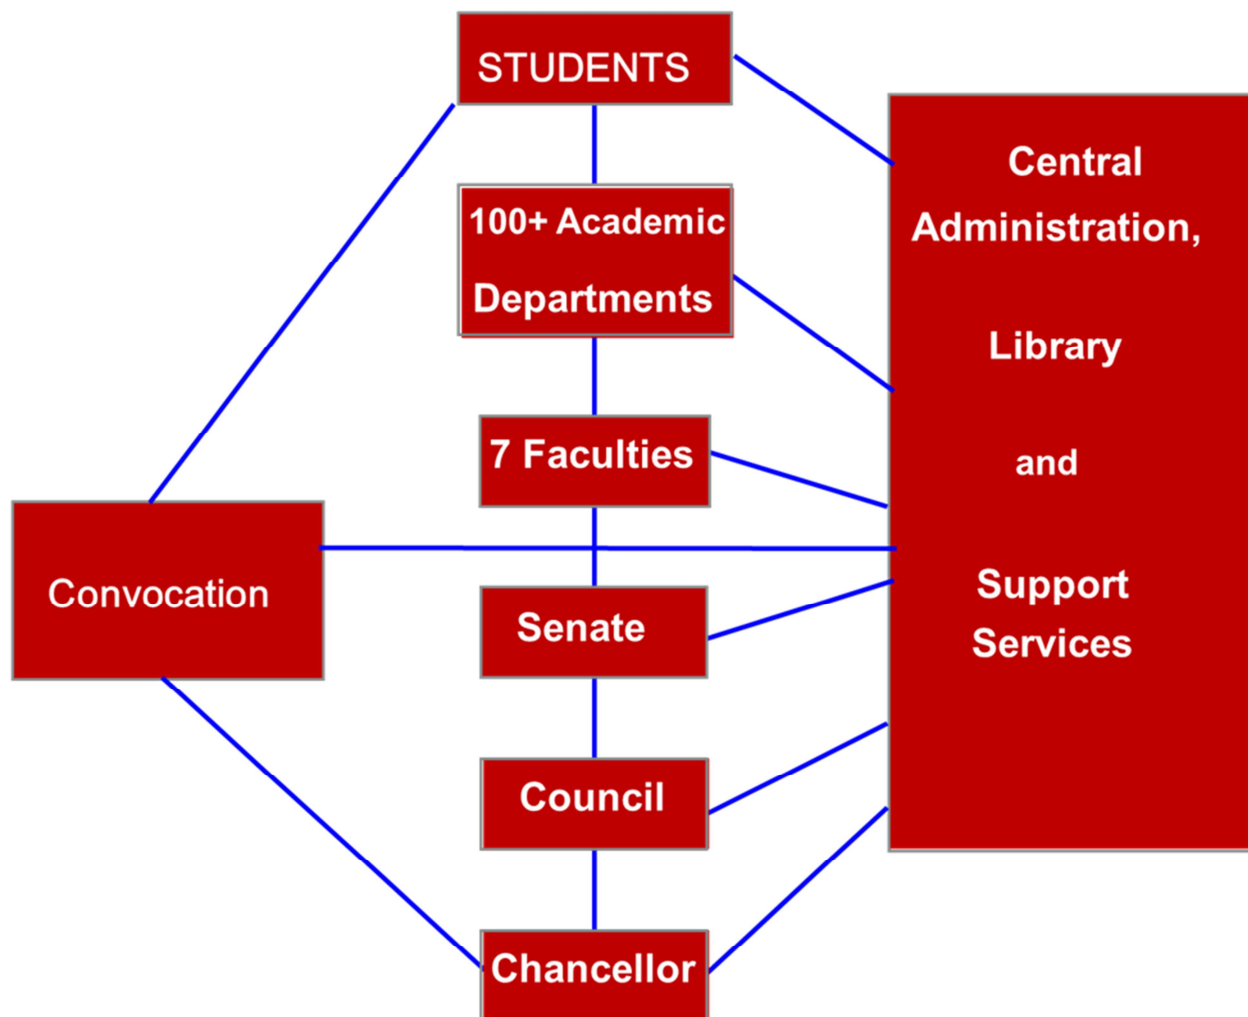 STUDENTS
100+ Academic
Departments
7 Faculties
Convocation
Senate
Council
Chancellor
Central
Administration,
Library
and
Support
Services